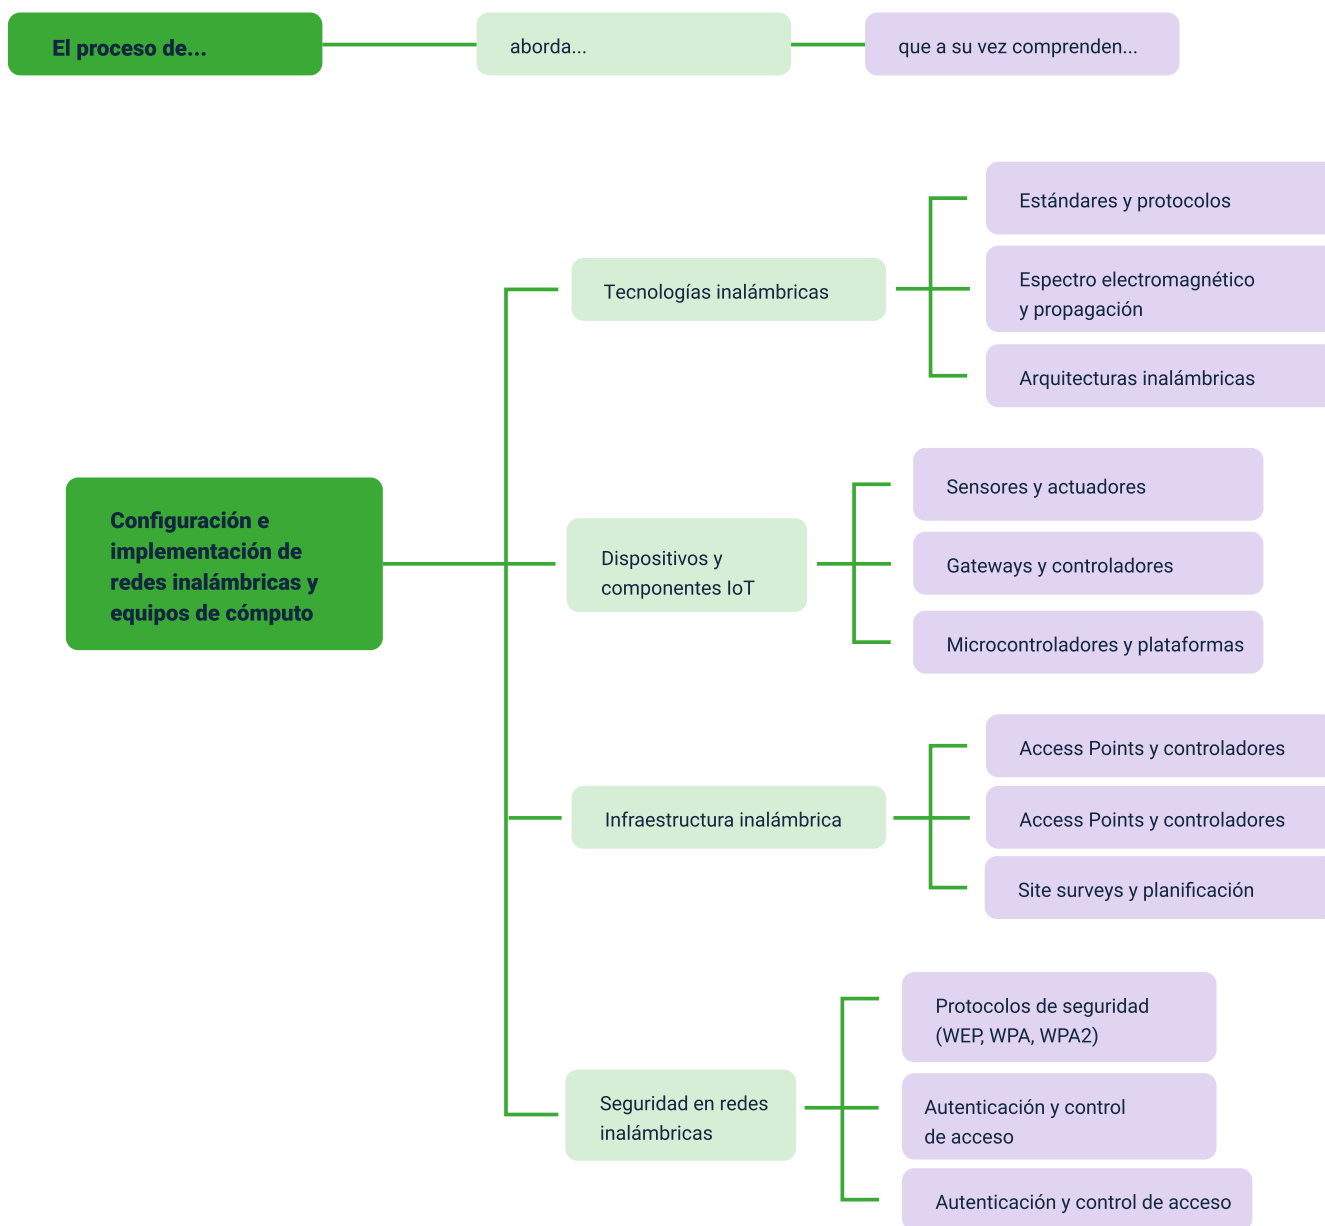 El proceso de...
aborda...
que a su vez comprenden...
Configuración e
implementación de
redes inalámbricas y
equipos de cómputo
Tecnologías inalámbricas
Estándares y protocolos
Espectro electromagnético
y propagación
Arquitecturas inalámbricas
Dispositivos y
componentes IoT
Sensores y actuadores
Gateways y controladores
Microcontroladores y plataformas
Infraestructura inalámbrica
Access Points y controladores
Access Points y controladores
Site surveys y planificación
Seguridad en redes
inalámbricas
Protocolos de seguridad
(WEP, WPA, WPA2)
Autenticación y control
de acceso
Autenticación y control de acceso